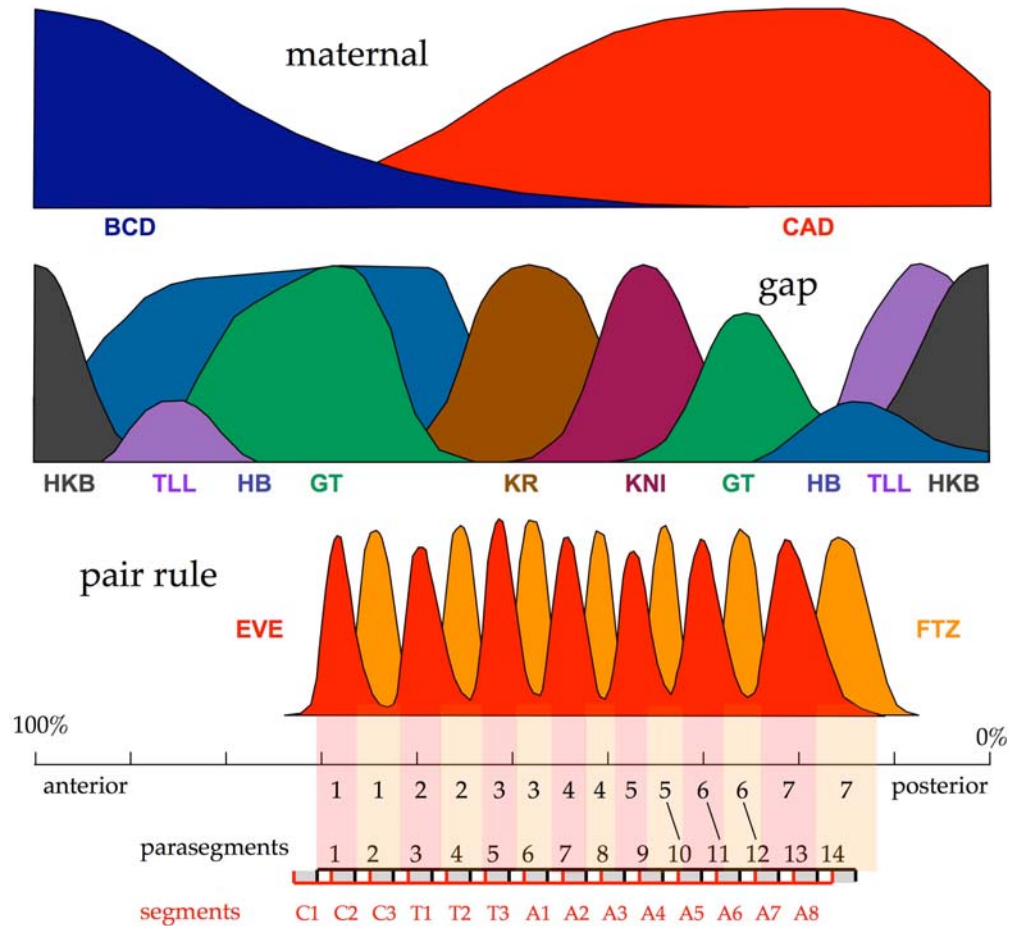 maternal
BCD CAD
gap
HKB TLL HB GT KR KNI GT HB TLL HKB
pair rule
EVE FTZ
100% 0%
anterior 1 1 2 2 3 3 4 4 5 5 6 6 7 7 posterior
parasegments 1 2 3 4 5 6 7 8 9 10 11 12 13 14
segments C1 C2 C3 T1 T2 T3 A1 A2 A3 A4 A5 A6 A7 A8